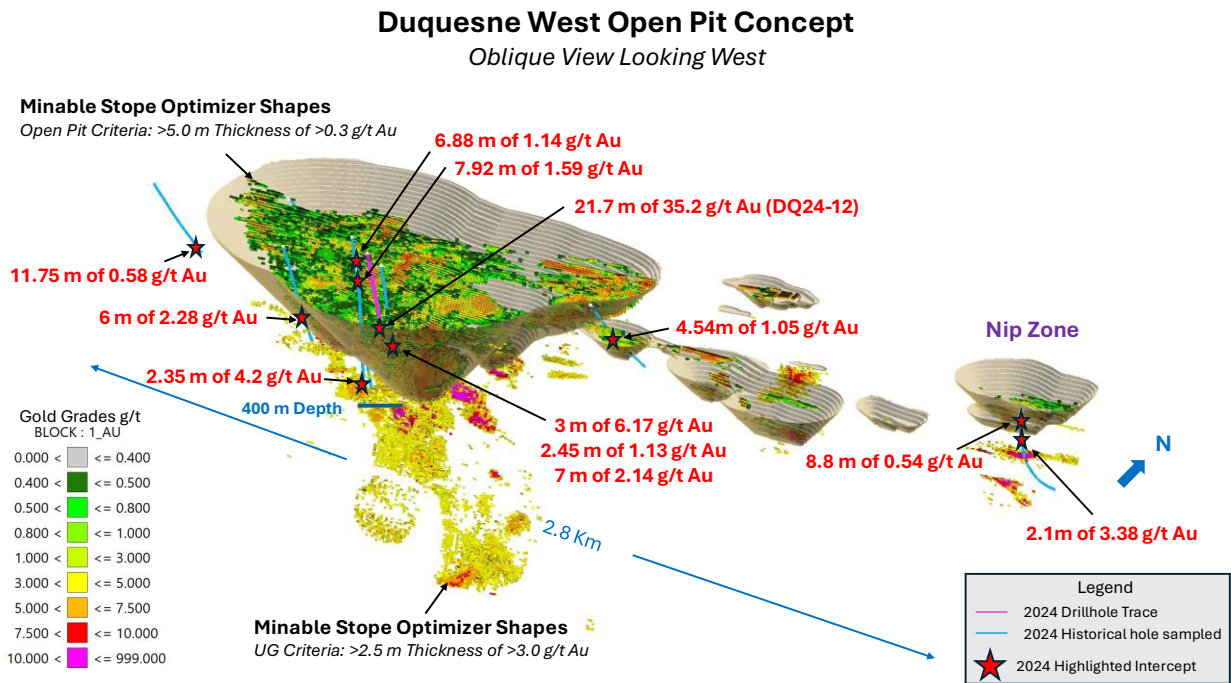 Duquesne West Open Pit Concept
Oblique View Looking West
Minable Stope Optimizer Shapes
Open Pit Criteria: >5.0 m Thickness of >0.3 g/t Au
6.88 m of 1.14 g/t Au
7.92 m of 1.59 g/t Au
21.7 m of 35.2 g/t Au (DQ24-12)
11.75 m of 0.58 g/t Au
6 m of 2.28 g/t Au
4.54m of 1.05 g/t Au
Nip Zone
2.35 m of 4.2 g/t Au
400 m Depth
3 m of 6.17 g/t Au
2.45 m of 1.13 g/t Au
7 m of 2.14 g/t Au
8.8 m of 0.54 g/t Au
N
2.1m of 3.38 g/t Au
2.8 Km
Gold Grades g/t
BLOCK : 1_AU
0.000 < <= 0.400
0.400 < <= 0.500
0.500 < <= 0.800
0.800 < <= 1.000
1.000 < <= 3.000
3.000 < <= 5.000
5.000 < <= 7.500
7.500 < <= 10.000
10.000 < <= 999.000
Minable Stope Optimizer Shapes
UG Criteria: >2.5 m Thickness of >3.0 g/t Au
Legend
2024 Drillhole Trace
2024 Historical hole sampled
2024 Highlighted Intercept